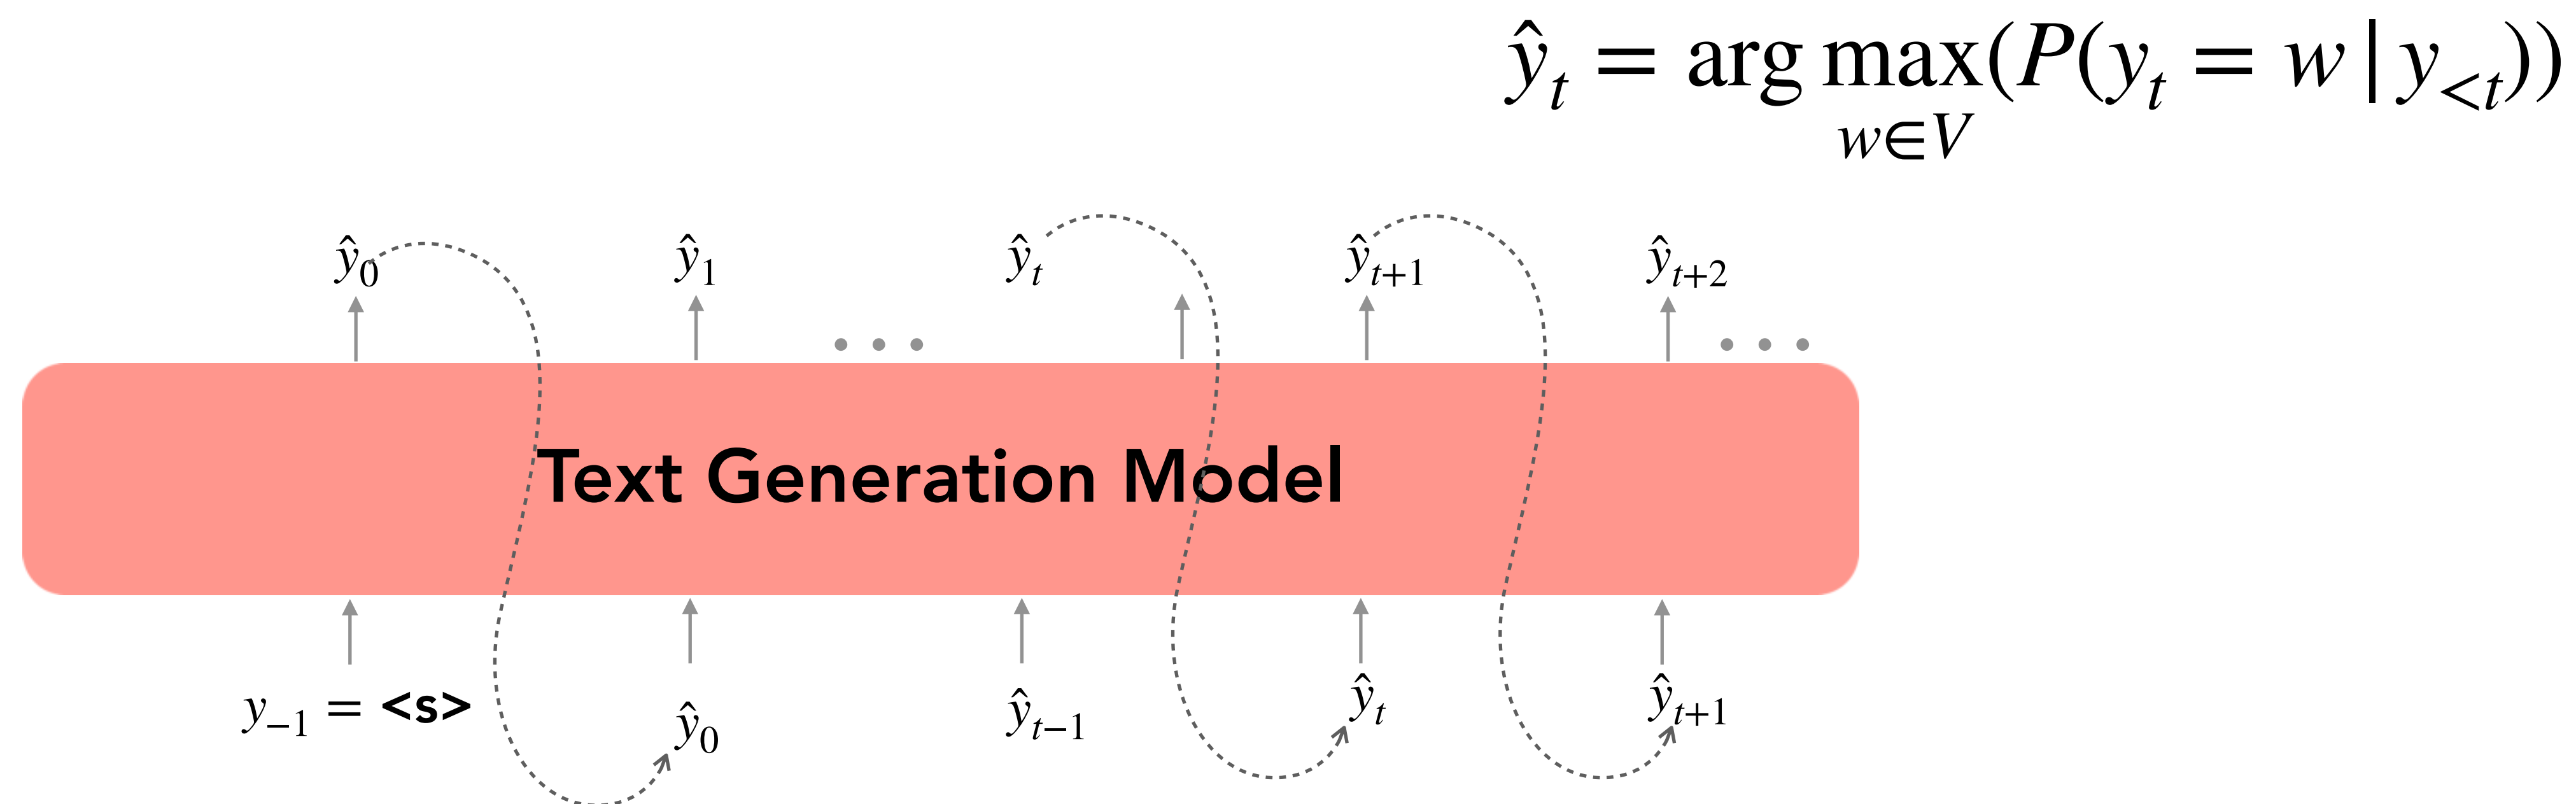 ŷ_t = arg max(P(y_t = w | y_{<t}))
w∈V
ŷ_0 ŷ_1 ŷ_t ŷ_{t+1} ŷ_{t+2}
Text Generation Model
y_{−1} = <s> ŷ_0 ŷ_{t−1} ŷ_t ŷ_{t+1}